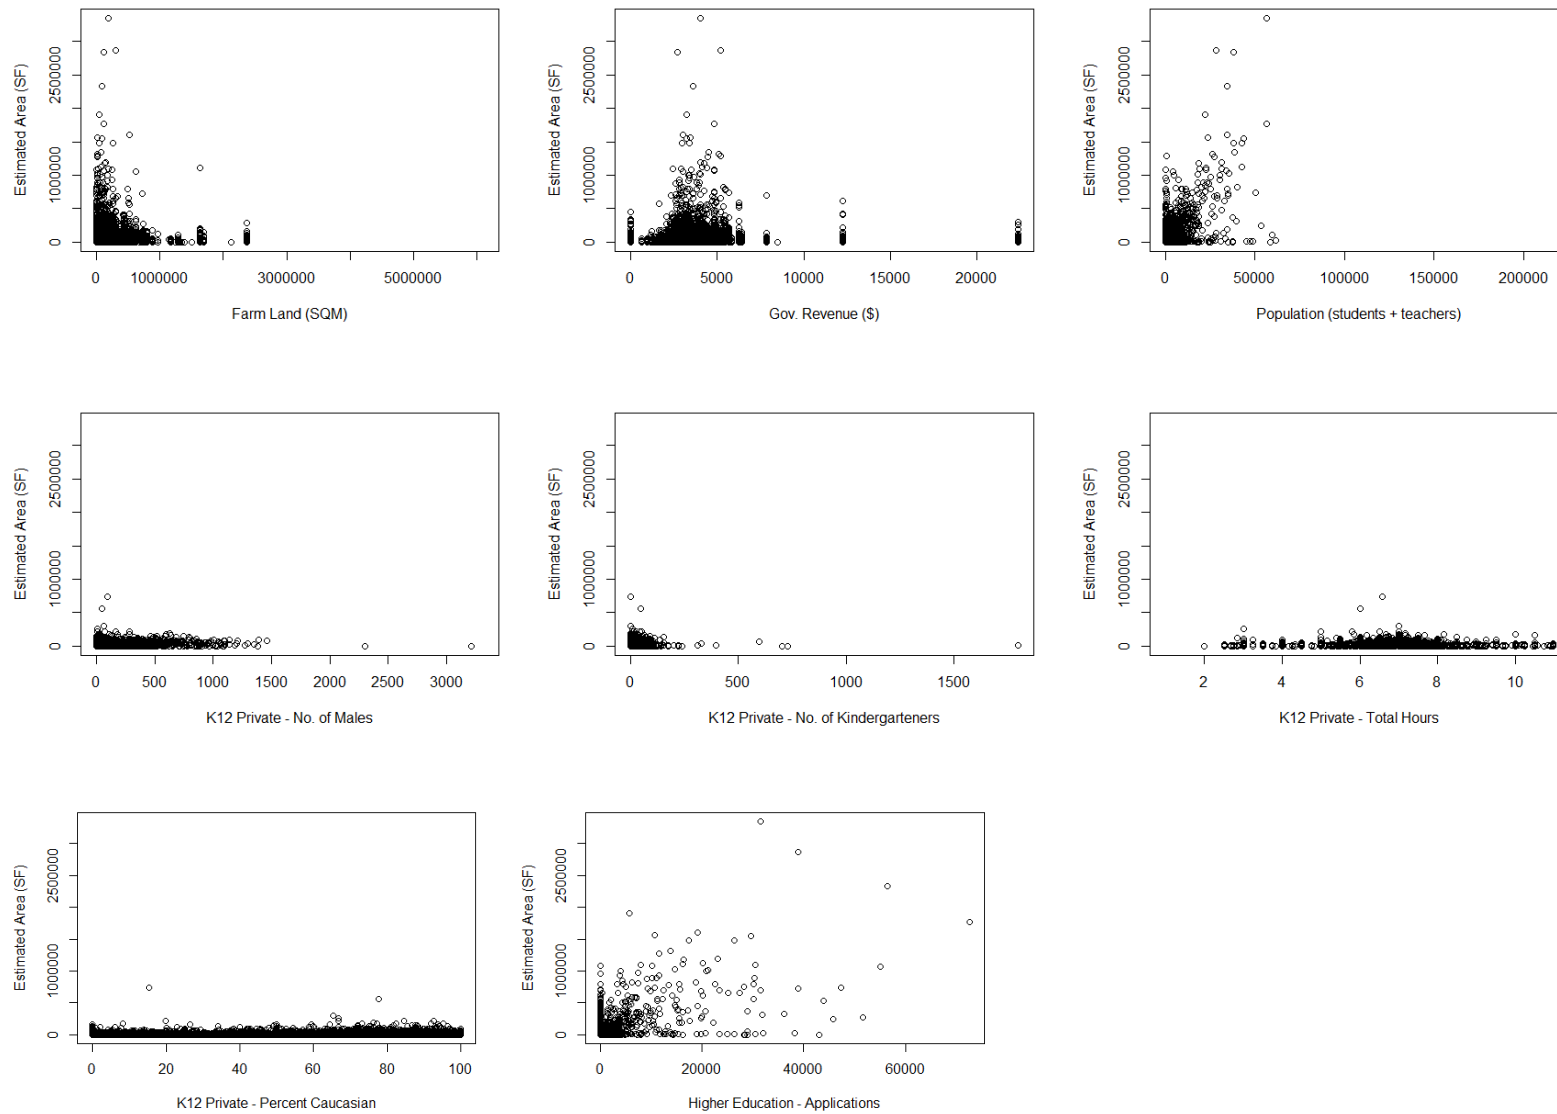 Estimated Area (SF)
2500000
1000000
0
0 1000000 3000000 5000000
Farm Land (SQM)
Estimated Area (SF)
2500000
1000000
0
0 5000 10000 15000 20000
Gov. Revenue ($)
Estimated Area (SF)
2500000
1000000
0
0 50000 100000 150000 200000
Population (students + teachers)
Estimated Area (SF)
2500000
1000000
0
0 500 1000 1500 2000 2500 3000
K12 Private - No. of Males
Estimated Area (SF)
2500000
1000000
0
0 500 1000 1500
K12 Private - No. of Kindergarteners
Estimated Area (SF)
2500000
1000000
0
2 4 6 8 10
K12 Private - Total Hours
Estimated Area (SF)
2500000
1000000
0
0 20 40 60 80 100
K12 Private - Percent Caucasian
Estimated Area (SF)
2500000
1000000
0
0 20000 40000 60000
Higher Education - Applications